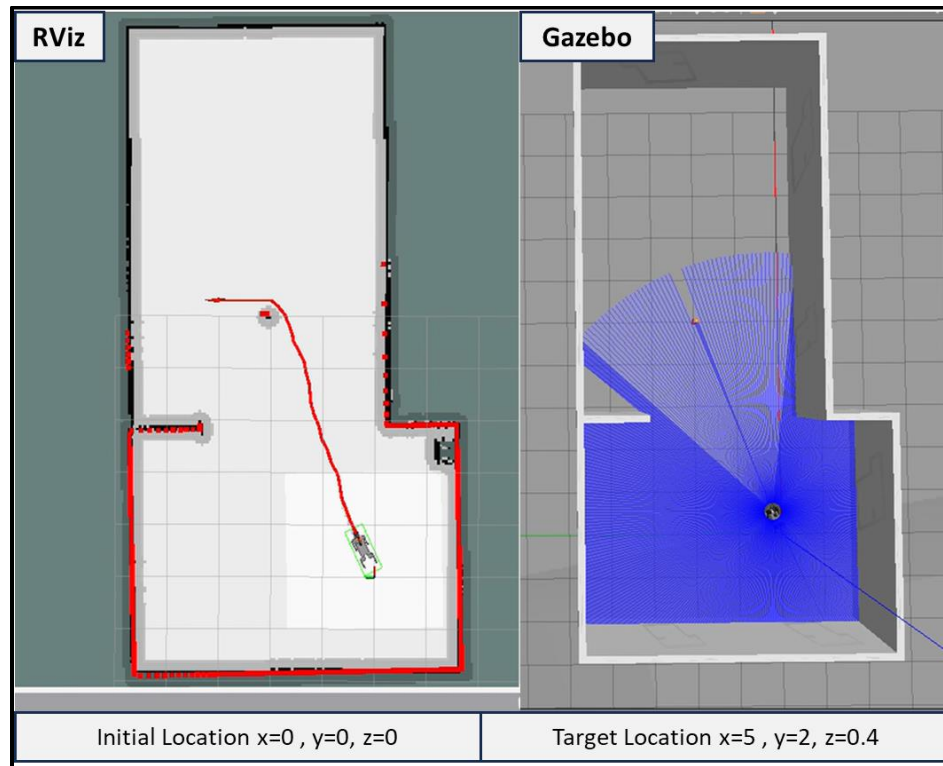 RViz
Gazebo
Initial Location x=0 , y=0, z=0
Target Location x=5 , y=2, z=0.4